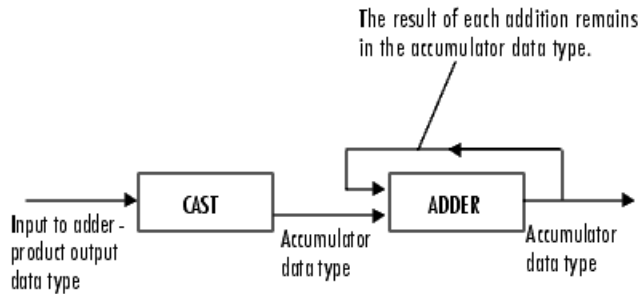 The result of each addition remains
in the accumulator data type.
CAST
ADDER
Input to adder -
product output
data type
Accumulator
data type
Accumulator
data type